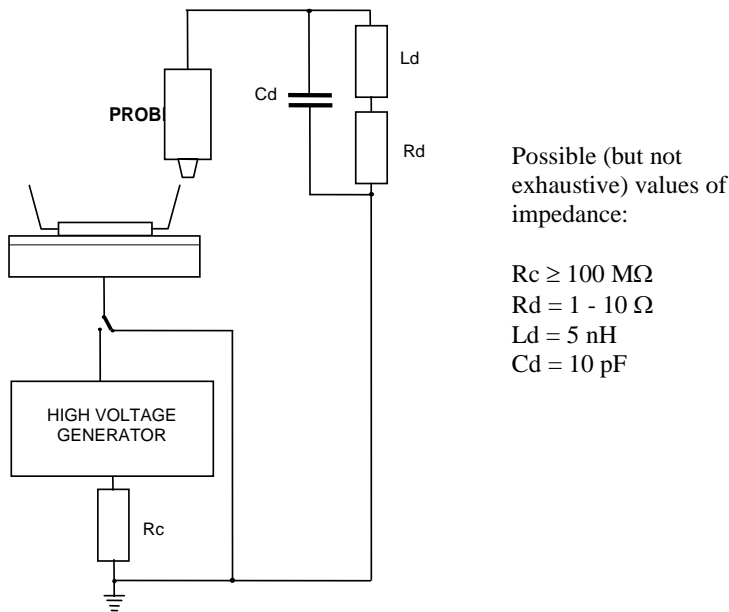 Ld
Cd
PROB
Rd
HIGH VOLTAGE
GENERATOR
Rc
Possible (but not
exhaustive) values of
impedance:
Rc ≥ 100 MΩ
Rd = 1 - 10 Ω
Ld = 5 nH
Cd = 10 pF